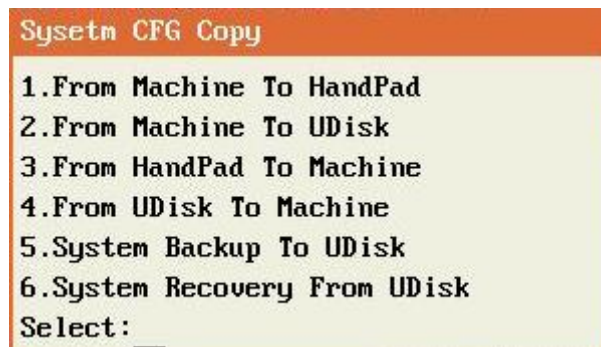 Sysetm CFG Copy
1.From Machine To HandPad
2.From Machine To UDisk
3.From HandPad To Machine
4.From UDisk To Machine
5.System Backup To UDisk
6.System Recovery From UDisk
Select: